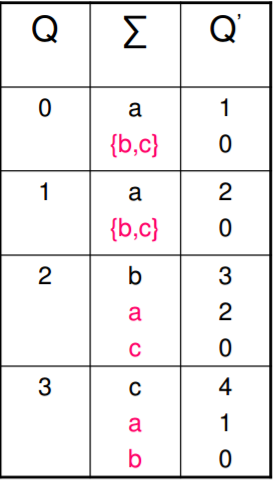 Q ∑ Q’
0 a 1
{b,c} 0
1 a 2
{b,c} 0
2 b 3
a 2
c 0
3 c 4
a 1
b 0